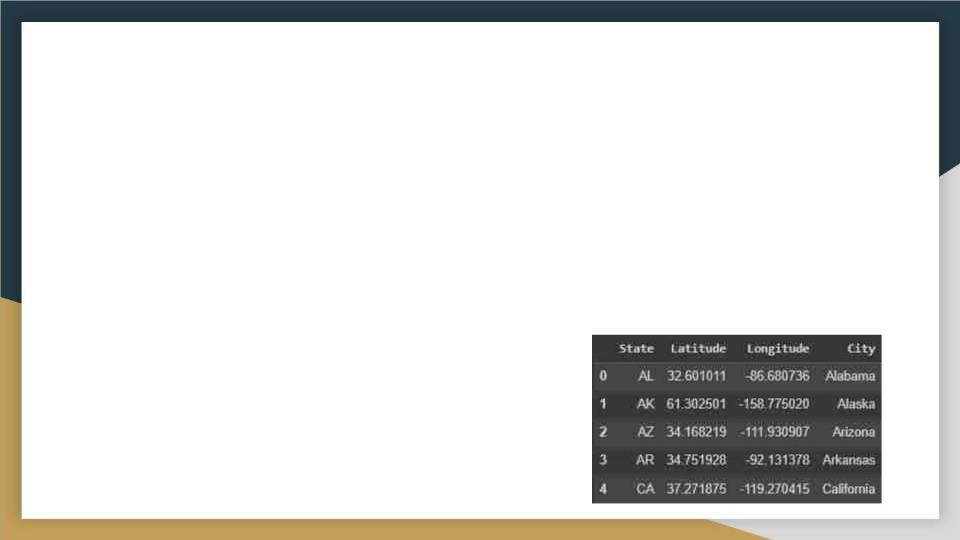 State Latitude Longitude City
0 AL 32.601011 -86.680736 Alabama
1 AK 61.302501 -158.775020 Alaska
2 AZ 34.168219 -111.930907 Arizona
3 AR 34.751928 -92.131378 Arkansas
4 CA 37.271875 -119.270415 California